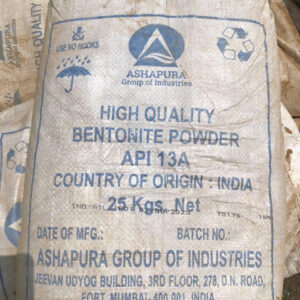 HIGH QUALITY
USE NO HOOKS
ASHAPURA
Group of Industries
HIGH QUALITY
BENTONITE POWDER
API 13A
COUNTRY OF ORIGIN : INDIA
25 Kgs. Net
DATE OF MFG.: BATCH NO.:
ASHAPURA GROUP OF INDUSTRIES
JEEVAN UDYOG BUILDING, 3RD FLOOR, 278, D.N. ROAD,
FORT, MUMBAI-400 001, INDIA